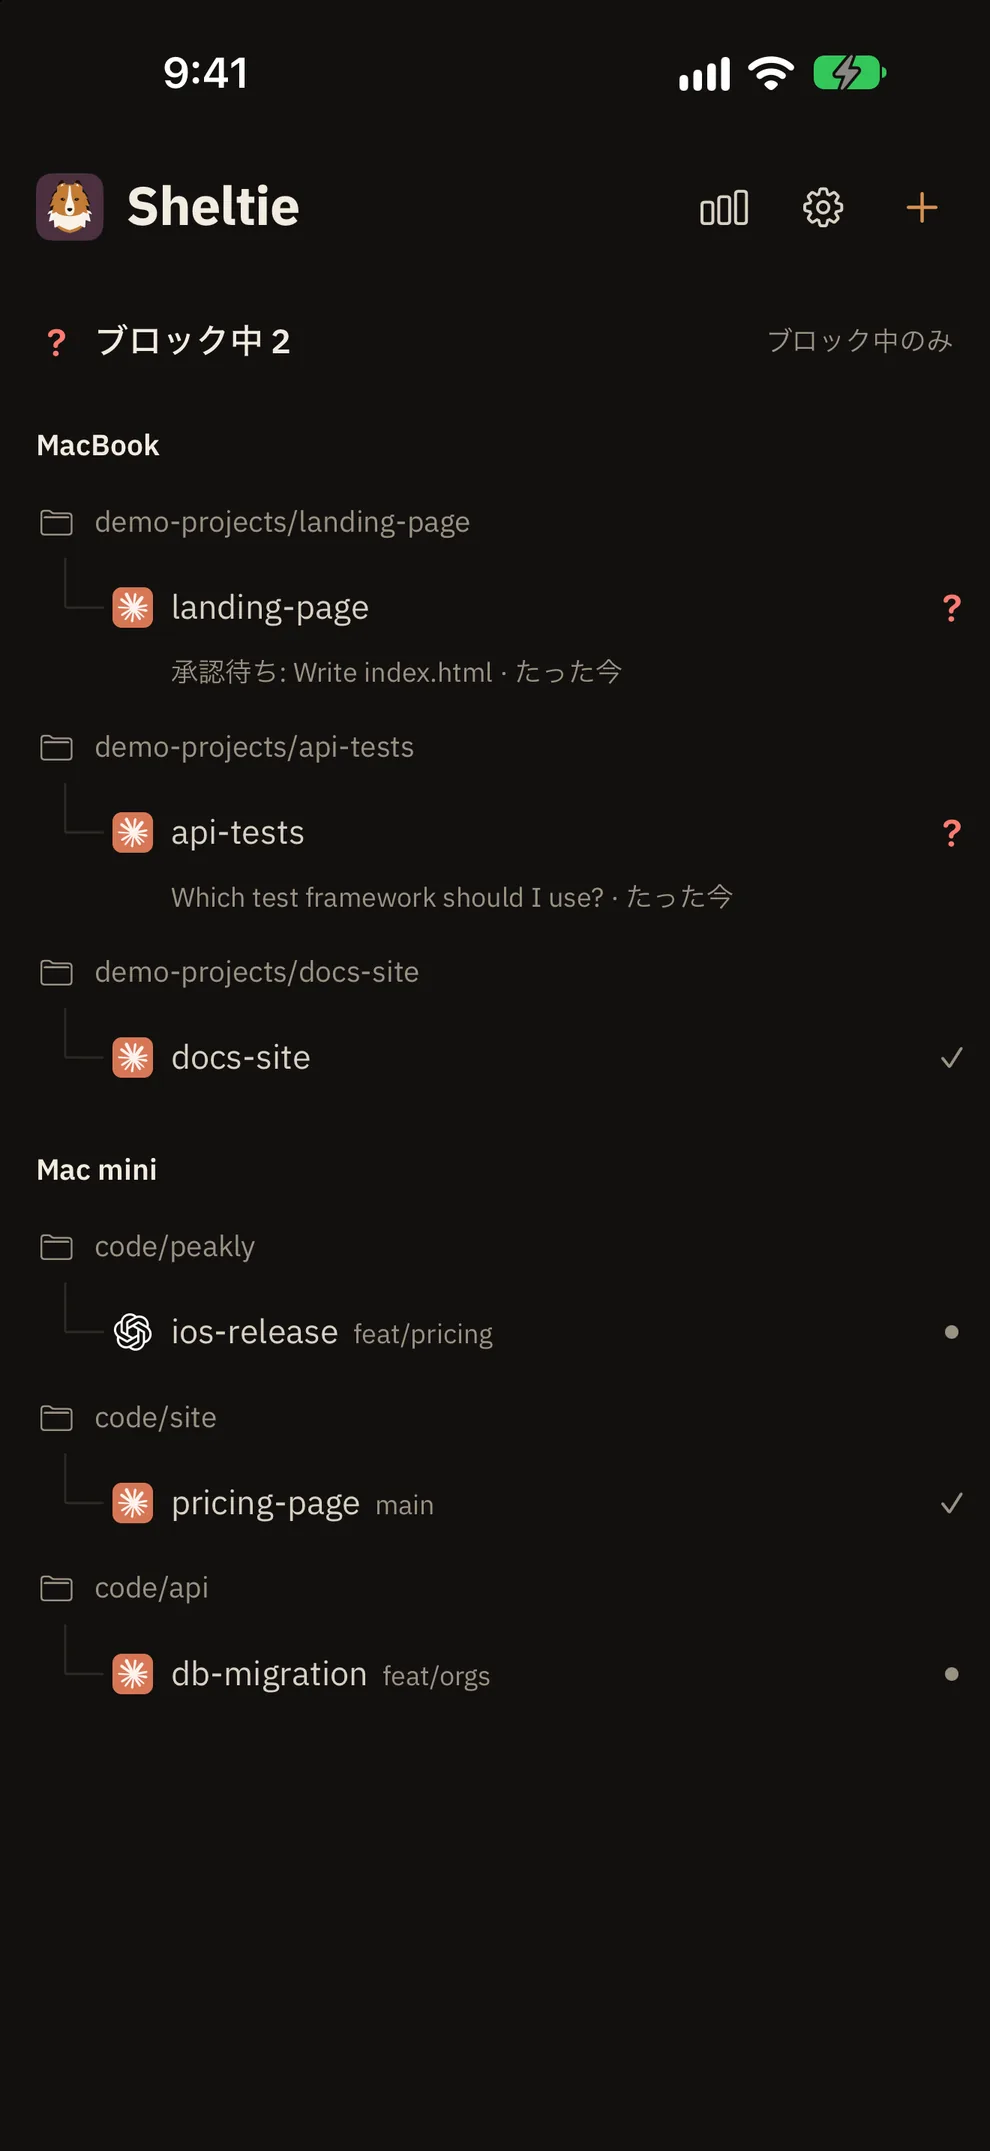 9:41
Sheltie
? ブロック中 2 ブロック中のみ
MacBook
demo-projects/landing-page
landing-page ?
承認待ち: Write index.html · たった今
demo-projects/api-tests
api-tests ?
Which test framework should I use? · たった今
demo-projects/docs-site
docs-site
Mac mini
code/peakly
ios-release feat/pricing
code/site
pricing-page main
code/api
db-migration feat/orgs